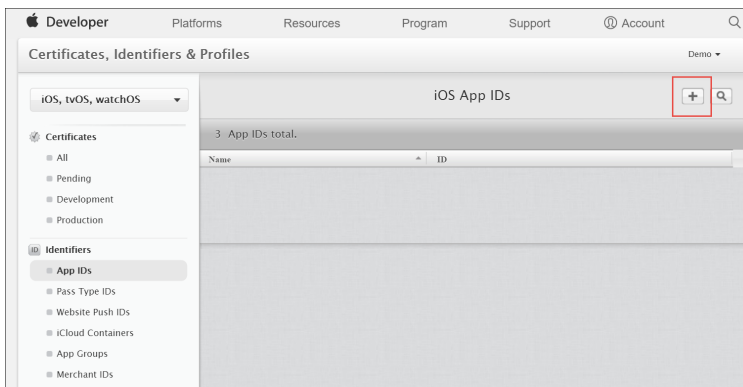 Developer Platforms Resources Program Support Account
Certificates, Identifiers & Profiles Demo
iOS, tvOS, watchOS
iOS App IDs
Certificates
3 App IDs total.
All
Name ID
Pending
Development
Production
ID Identifiers
App IDs
Pass Type IDs
Website Push IDs
iCloud Containers
App Groups
Merchant IDs